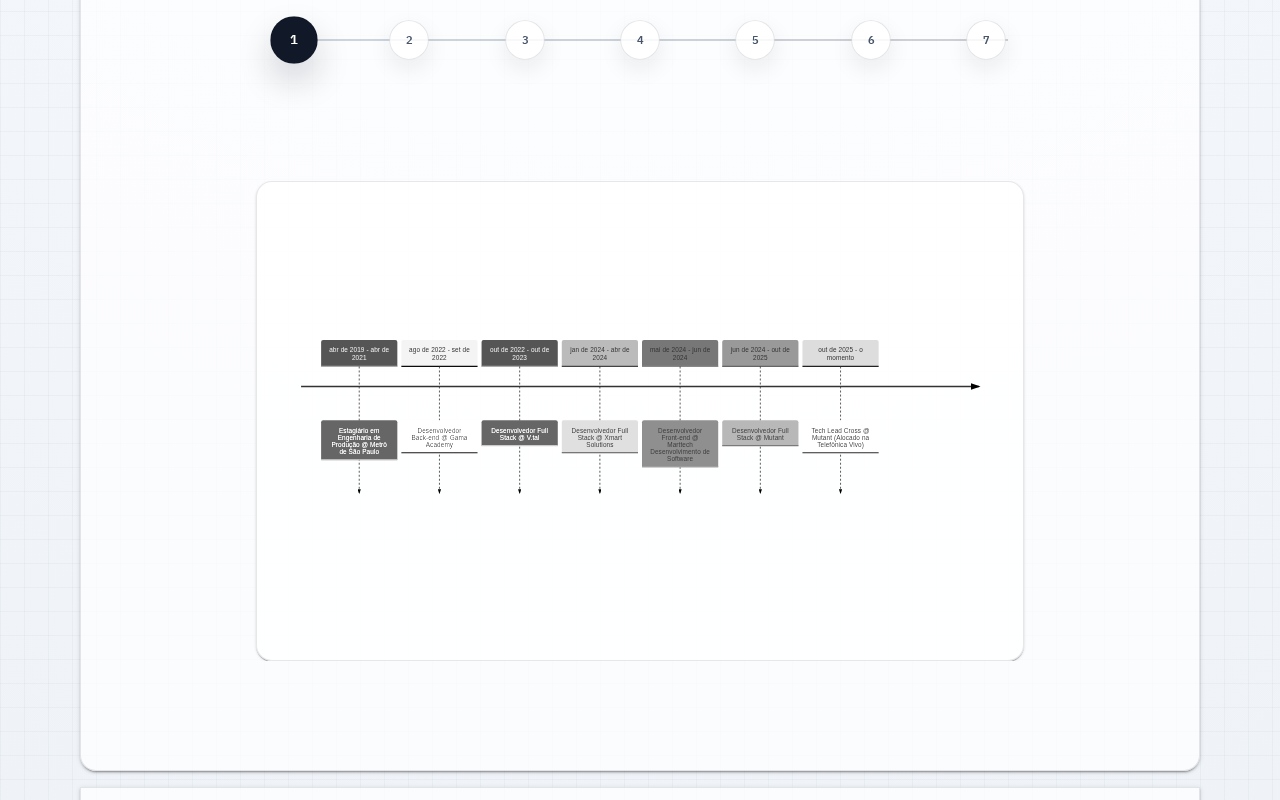 1 2 3 4 5 6 7
abr de 2019 - abr de
2021
ago de 2022 - set de
2022
out de 2022 - out de
2023
jan de 2024 - abr de
2024
mai de 2024 - jun de
2024
jun de 2024 - out de
2025
out de 2025 - o
momento
Estagiário em
Engenharia de
Produção @ Metrô
de São Paulo
Desenvolvedor
Back-end @ Gama
Academy
Desenvolvedor Full
Stack @ V.tal
Desenvolvedor Full
Stack @ Xmart
Solutions
Desenvolvedor
Front-end @
Martech
Desenvolvimento de
Software
Desenvolvedor Full
Stack @ Mutant
Tech Lead Cross @
Mutant (Alocado na
Telefônica Vivo)